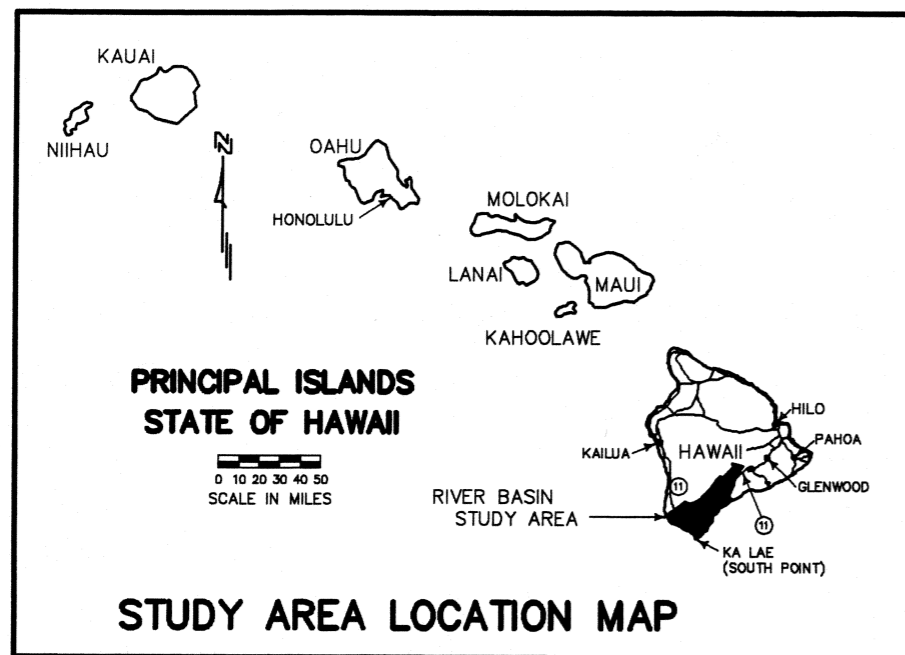 KAUAI
NIIHAU
N
OAHU
HONOLULU
MOLOKAI
LANAI
MAUI
KAHOOLAWE
PRINCIPAL ISLANDS
STATE OF HAWAII
0 10 20 30 40 50
SCALE IN MILES
HILO
PAHOA
HAWAII
KAILUA
GLENWOOD
11
RIVER BASIN
STUDY AREA
11
KA LAE
(SOUTH POINT)
STUDY AREA LOCATION MAP